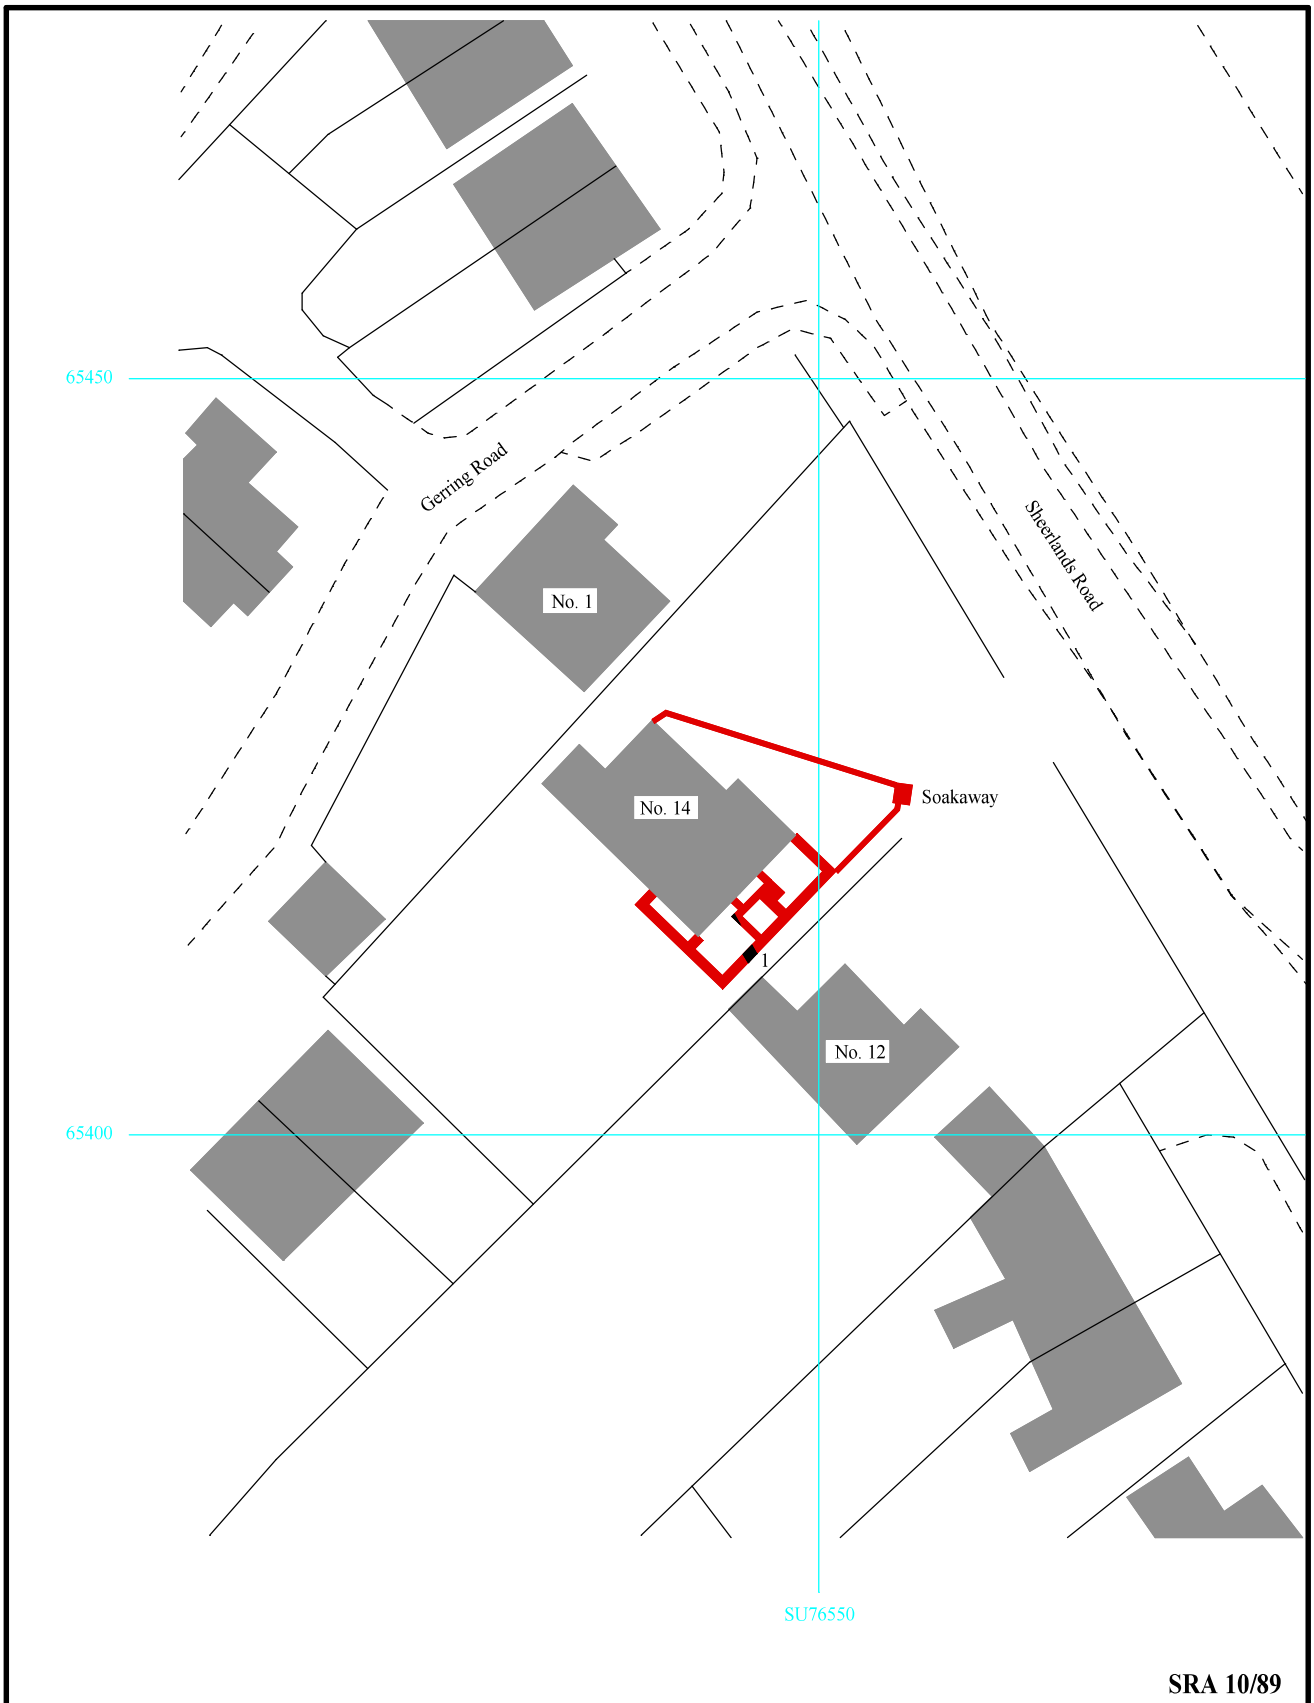 65450
Gerring Road
Sheerlands Road
No. 1
Soakaway
No. 14
1
No. 12
65400
SU76550
SRA 10/89